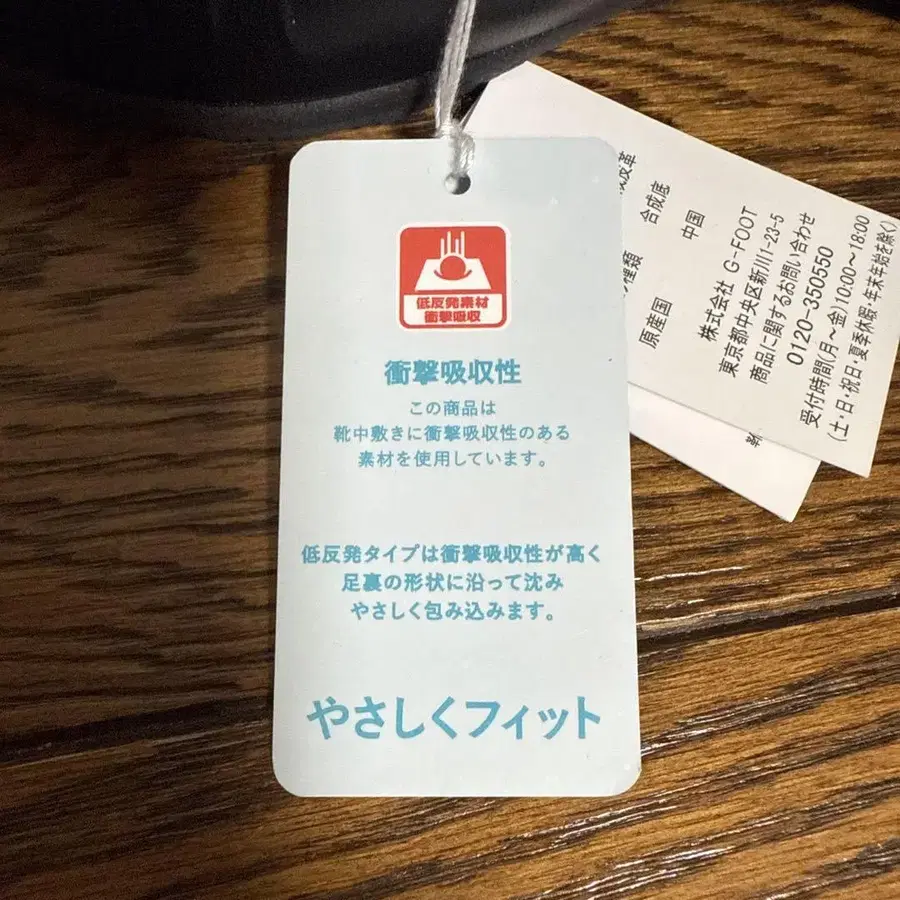 低反発素材
衝撃吸収
衝撃吸収性
この商品は
靴中敷きに衝撃吸収性のある
素材を使用しています。
低反発タイプは衝撃吸収性が高く
足裏の形状に沿って沈み
やさしく包み込みます。
やさしくフィット
皮革
合成底
種類
中国
原産国
株式会社 G-FOOT
東京都中央区新川1-23-5
商品に関するお問い合わせ
0120-350550
受付時間(月～金)10:00～18:00
(土・日・祝日・夏季休暇・年末年始を除く)